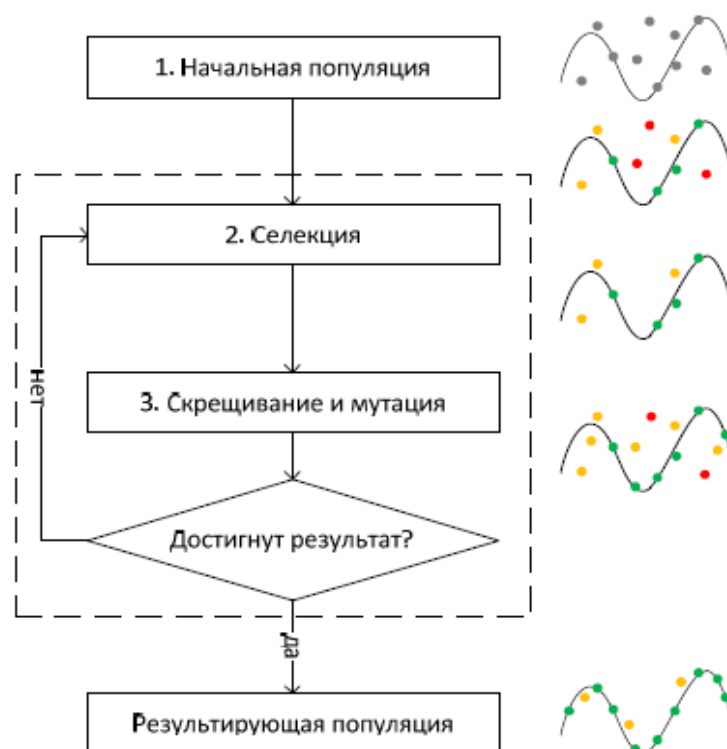 1. Начальная популяция
2. Селекция
нет
3. Скрещивание и мутация
Достигнут результат?
да
Результирующая популяция